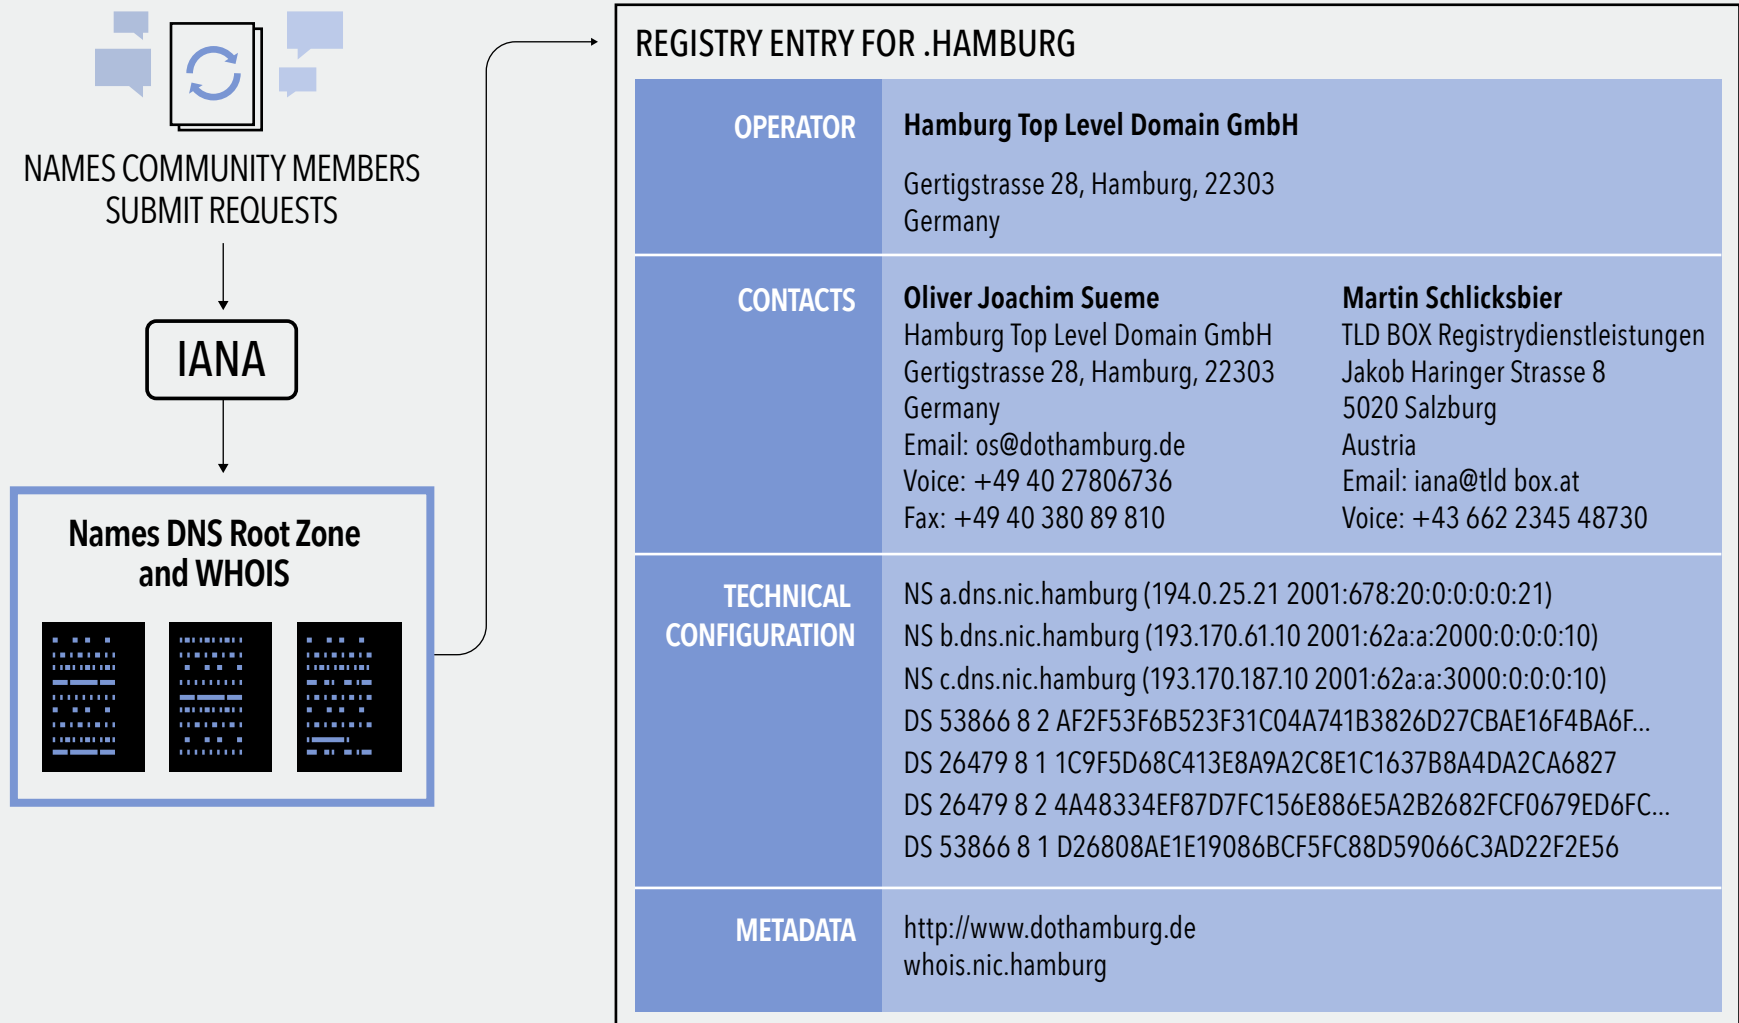 NAMES COMMUNITY MEMBERS
SUBMIT REQUESTS
IANA
Names DNS Root Zone
and WHOIS
REGISTRY ENTRY FOR .HAMBURG
OPERATOR
Hamburg Top Level Domain GmbH
Gertigstrasse 28, Hamburg, 22303
Germany
CONTACTS
Oliver Joachim Sueme
Hamburg Top Level Domain GmbH
Gertigstrasse 28, Hamburg, 22303
Germany
Email: os@dothamburg.de
Voice: +49 40 27806736
Fax: +49 40 380 89 810
Martin Schlicksbier
TLD BOX Registrydienstleistungen
Jakob Haringer Strasse 8
5020 Salzburg
Austria
Email: iana@tld box.at
Voice: +43 662 2345 48730
TECHNICAL
CONFIGURATION
NS a.dns.nic.hamburg (194.0.25.21 2001:678:20:0:0:0:0:21)
NS b.dns.nic.hamburg (193.170.61.10 2001:62a:a:2000:0:0:0:10)
NS c.dns.nic.hamburg (193.170.187.10 2001:62a:a:3000:0:0:0:10)
DS 53866 8 2 AF2F53F6B523F31C04A741B3826D27CBAE16F4BA6F...
DS 26479 8 1 1C9F5D68C413E8A9A2C8E1C1637B8A4DA2CA6827
DS 26479 8 2 4A48334EF87D7FC156E886E5A2B2682FCF0679ED6FC...
DS 53866 8 1 D26808AE1E19086BCF5FC88D59066C3AD22F2E56
METADATA
http://www.dothamburg.de
whois.nic.hamburg